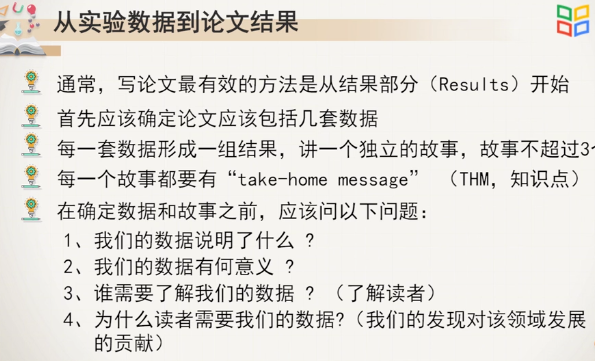 从实验数据到论文结果
通常，写论文最有效的方法是从结果部分（Results）开始
首先应该确定论文应该包括几套数据
每一套数据形成一组结果，讲一个独立的故事，故事不超过3个
每一个故事都要有“take-home message” （THM，知识点）
在确定数据和故事之前，应该问以下问题：
1、我们的数据说明了什么 ?
2、我们的数据有何意义 ?
3、谁需要了解我们的数据 ? （了解读者）
4、为什么读者需要我们的数据?（我们的发现对该领域发展
的贡献）